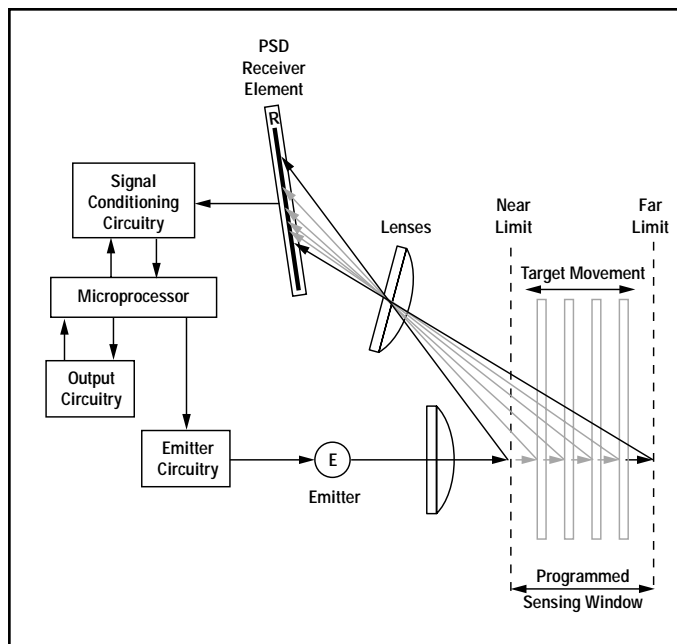 PSD
Receiver
Element
R
Signal
Conditioning
Circuitry
Lenses
Near
Limit
Far
Limit
Target Movement
Microprocessor
Output
Circuitry
Emitter
Circuitry
E
Emitter
Programmed
Sensing Window